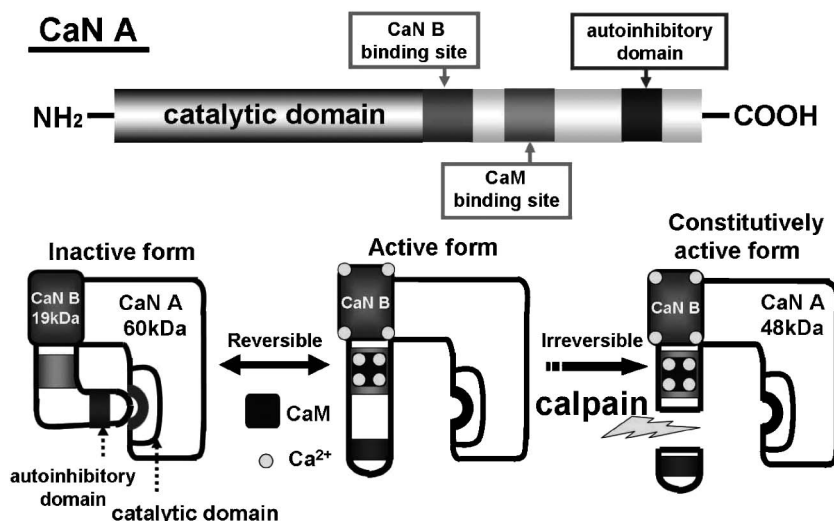 CaN A
CaN B
binding site
autoinhibitory
domain
NH₂
catalytic domain
COOH
CaM
binding site
Inactive form
Active form
Constitutively
active form
CaN B
19kDa
CaN A
60kDa
Reversible
CaN B
Irreversible
CaN B
CaN A
48kDa
CaM
calpain
Ca²⁺
autoinhibitory
domain
catalytic domain